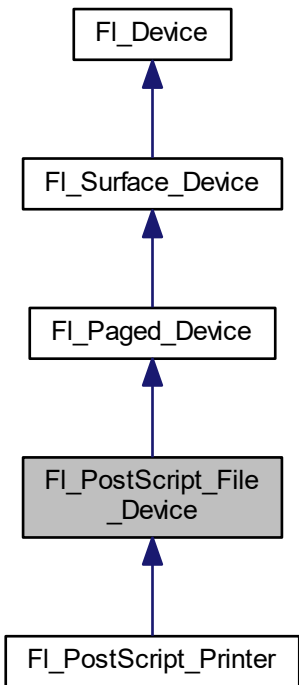 Fl_Device
Fl_Surface_Device
Fl_Paged_Device
Fl_PostScript_File
_Device
Fl_PostScript_Printer